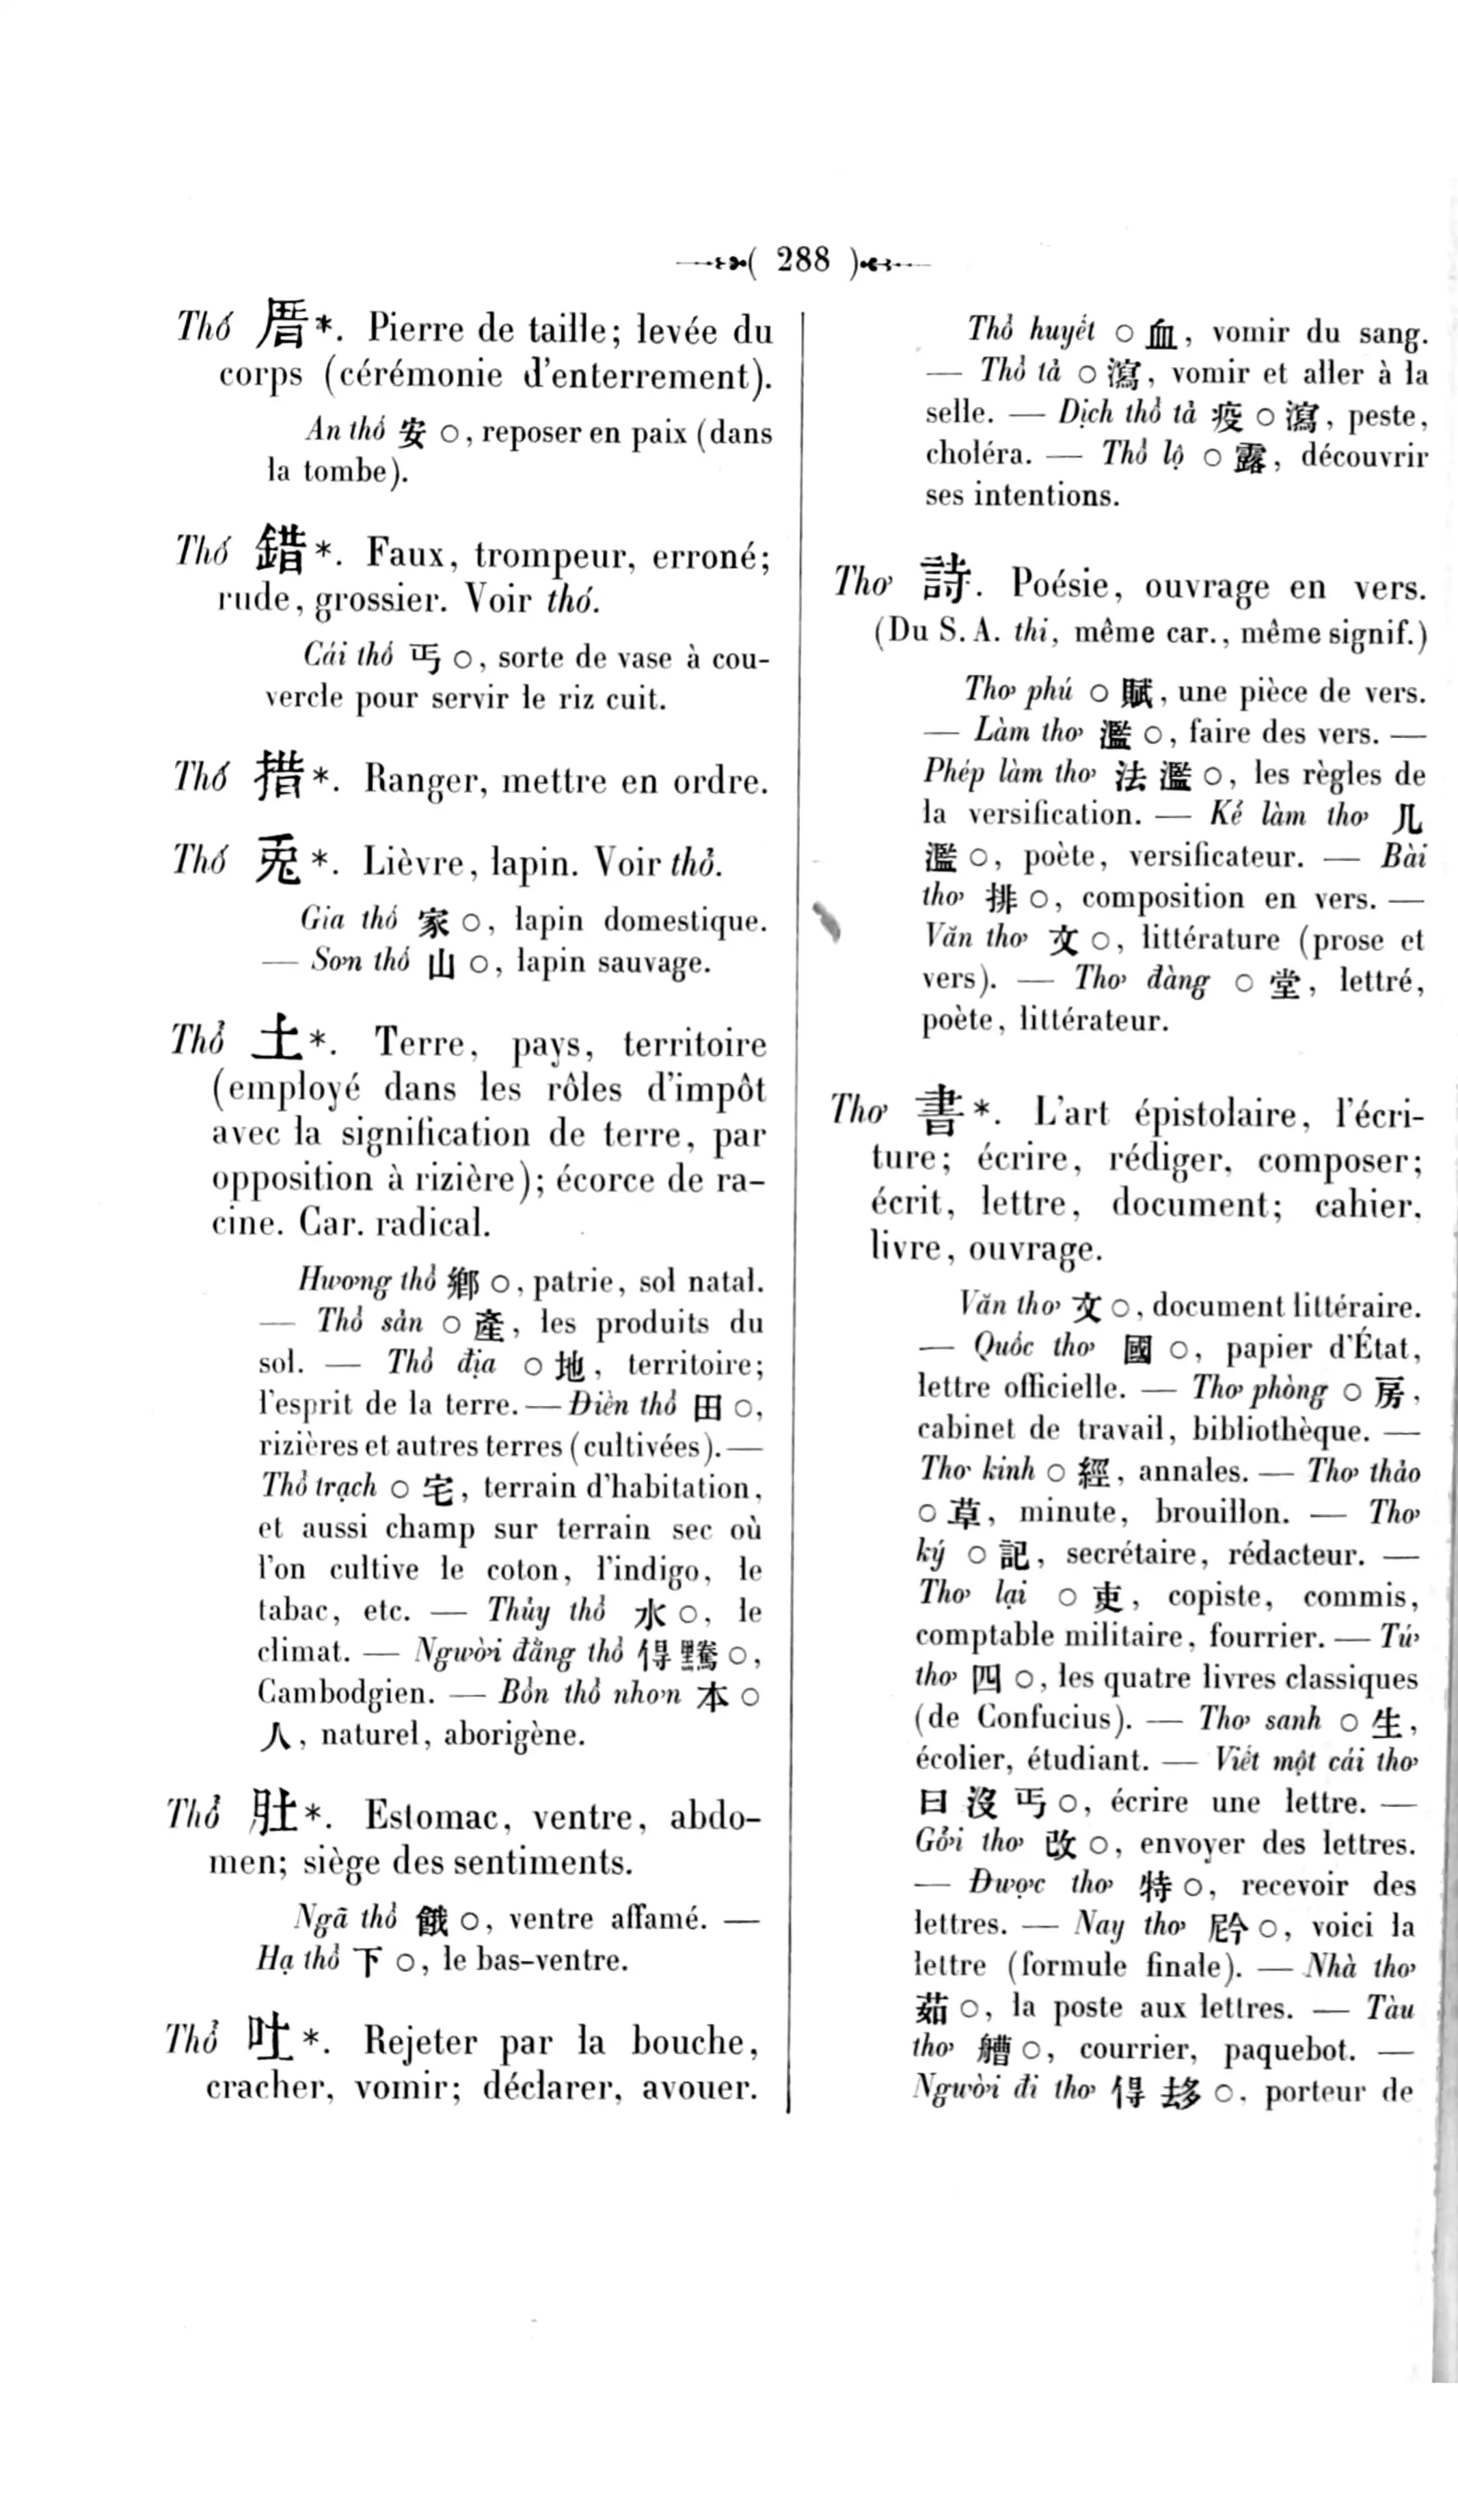 ( 288 )
Thố 厝*. Pierre de taille; levée du
corps (cérémonie d'enterrement).
An thố 安 ○, reposer en paix (dans
la tombe).
Thố 錯*. Faux, trompeur, erroné;
rude, grossier. Voir thó.
Cái thố 丐 ○, sorte de vase à cou-
vercle pour servir le riz cuit.
Thố 措*. Ranger, mettre en ordre.
Thố 兎*. Lièvre, lapin. Voir thỏ.
Gia thố 家 ○, lapin domestique.
— Sơn thố 山 ○, lapin sauvage.
Thổ 土*. Terre, pays, territoire
(employé dans les rôles d'impôt
avec la signification de terre, par
opposition à rizière); écorce de ra-
cine. Car. radical.
Hương thổ 鄉 ○, patrie, sol natal.
— Thổ sản ○ 產, les produits du
sol. — Thổ địa ○ 地, territoire;
l'esprit de la terre. — Điền thổ 田 ○,
rizières et autres terres (cultivées). —
Thổ trạch ○ 宅, terrain d'habitation,
et aussi champ sur terrain sec où
l'on cultive le coton, l'indigo, le
tabac, etc. — Thủy thổ 水 ○, le
climat. — Người đằng thổ 㝵 ○,
Cambodgien. — Bổn thổ nhơn 本 ○
人, naturel, aborigène.
Thổ 肚*. Estomac, ventre, abdo-
men; siège des sentiments.
Ngã thổ 餓 ○, ventre affamé. —
Hạ thổ 下 ○, le bas-ventre.
Thổ 吐*. Rejeter par la bouche,
cracher, vomir; déclarer, avouer.
Thổ huyết ○ 血, vomir du sang.
— Thổ tả ○ 瀉, vomir et aller à la
selle. — Dịch thổ tả 疫 ○ 瀉, peste,
choléra. — Thổ lộ ○ 露, découvrir
ses intentions.
Thơ 詩. Poésie, ouvrage en vers.
(Du S. A. thi, même car., même signif.)
Thơ phú ○ 賦, une pièce de vers.
— Làm thơ 濫 ○, faire des vers. —
Phép làm thơ 法 濫 ○, les règles de
la versification. — Kẻ làm thơ 几
濫 ○, poète, versificateur. — Bài
thơ 排 ○, composition en vers. —
Văn thơ 文 ○, littérature (prose et
vers). — Thơ đàng ○ 堂, lettré,
poète, littérateur.
Thơ 書*. L'art épistolaire, l'écri-
ture; écrire, rédiger, composer;
écrit, lettre, document; cahier,
livre, ouvrage.
Văn thơ 文 ○, document littéraire.
— Quốc thơ 國 ○, papier d'État,
lettre officielle. — Thơ phòng ○ 房,
cabinet de travail, bibliothèque. —
Thơ kinh ○ 經, annales. — Thơ thảo
○ 草, minute, brouillon. — Thơ
ký ○ 記, secrétaire, rédacteur. —
Thơ lại ○ 吏, copiste, commis,
comptable militaire, fourrier. — Tứ
thơ 四 ○, les quatre livres classiques
(de Confucius). — Thơ sanh ○ 生,
écolier, étudiant. — Viết một cái thơ
曰 沒 丐 ○, écrire une lettre. —
Gởi thơ 改 ○, envoyer des lettres.
— Được thơ 特 ○, recevoir des
lettres. — Nay thơ ○, voici la
lettre (formule finale). — Nhà thơ
茹 ○, la poste aux lettres. — Tàu
thơ 艚 ○, courrier, paquebot. —
Người đi thơ ○, porteur de